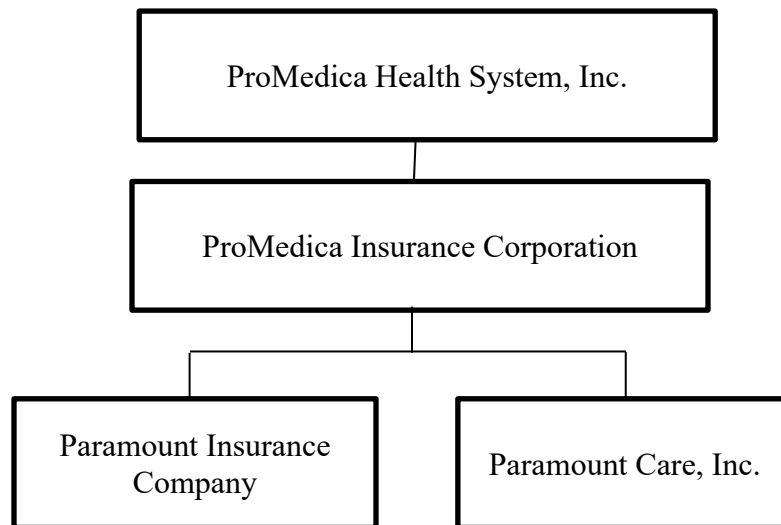 ProMedica Health System, Inc.
ProMedica Insurance Corporation
Paramount Insurance
Company
Paramount Care, Inc.